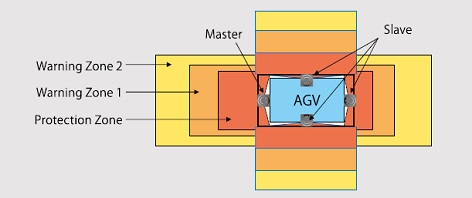 Master
Slave
Warning Zone 2
Warning Zone 1
Protection Zone
AGV